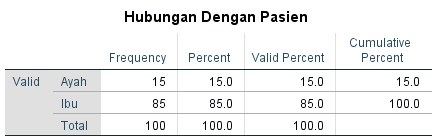 Hubungan Dengan Pasien
Frequency Percent Valid Percent Cumulative Percent
Valid Ayah 15 15.0 15.0 15.0
Ibu 85 85.0 85.0 100.0
Total 100 100.0 100.0